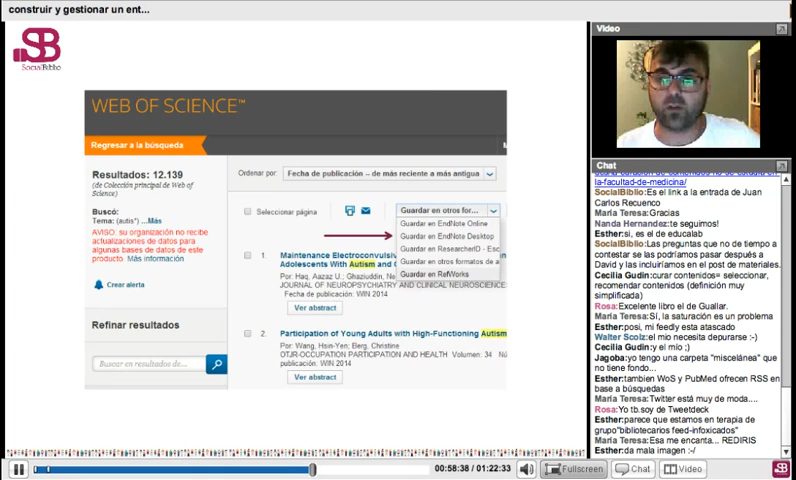 construir y gestionar un ent...
SB
SocialBiblio
WEB OF SCIENCE™
Regresar a la búsqueda
Resultados: 12.139
(de Colección principal de Web of
Science)
Buscó:
Tema: (autis*) ...Más
AVISO: su organización no recibe
actualizaciones de datos para
algunas bases de datos de este
producto. Más información
Crear alerta
Refinar resultados
Buscar en resultados de...
Ordenar por:
Fecha de publicación -- de más reciente a más antigua
Seleccionar página
Guardar en otros for...
Guardar en EndNote Online
Guardar en EndNote Desktop
Guardar en ResearcherID - Esc
Guardar en otros formatos de a
Guardar en RefWorks
1.
Maintenance Electroconvulsi
Adolescents With Autism and C
Por: Haq, Aazaz U.; Ghaziuddin, Ne
JOURNAL OF NEUROPSYCHIATRY AND CLINICAL NEUROSCIENCES
Fecha de publicación: WIN 2014
Ver abstract
2.
Participation of Young Adults with High-Functioning Autism
Por: Wang, Hsin-Yen; Berg, Christine
OTJR-OCCUPATION PARTICIPATION AND HEALTH Volumen: 34
Fecha de publicación: WIN 2014
Ver abstract
Video
Chat
la-facultad-de-medicina/
SocialBiblio:Es el link a la entrada de Juan
Carlos Recuenco
Maria Teresa:Gracias
Nanda Hernandez:te seguimos!
Esther:si, es el de educalab
SocialBiblio:Las preguntas que no de tiempo a
contestar se las podríamos pasar después a
David y las incluiríamos en el post de materiales.
Cecilia Gudin:curar contenidos= seleccionar,
recomendar contenidos (definición muy
simplificada)
Rosa:Excelente libro el de Guallar.
Maria Teresa:Sí, la saturación es un problema
Esther:posi, mi feedly esta atascado
Walter Scolz:el mio necesita depurarse :-)
Cecilia Gudin:y el mío ;)
Jagoba:yo tengo una carpeta "miscelánea" que
no tiene fondo...
Esther:tambien WoS y PubMed ofrecen RSS en
base a búsquedas
Maria Teresa:Twitter está muy de moda....
Rosa:Yo tb.soy de Tweetdeck
Esther:parece que estamos en terapia de
grupo"bibliotecarios feed-infoxicados"
Maria Teresa:Esa me encanta... REDIRIS
Esther:da mala imagen :-/
00:58:38 / 01:22:33
Fullscreen
Chat
Video
SB